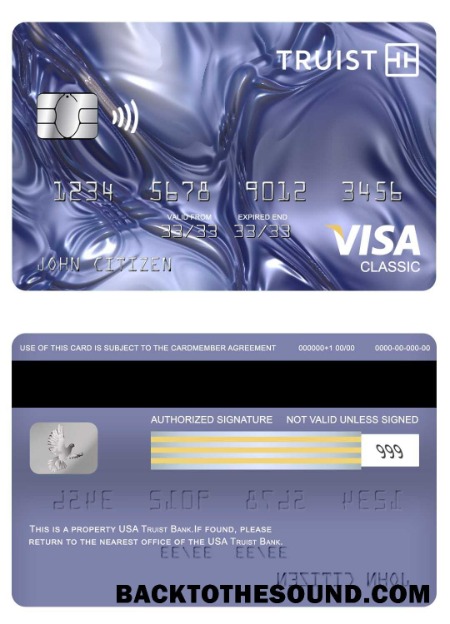 TRUIST
1234 5678 9012 3456
VALID FROM EXPIRED END
33/33 33/33
JOHN CITIZEN
VISA
CLASSIC
USE OF THIS CARD IS SUBJECT TO THE CARDMEMBER AGREEMENT 000000+1 00/00 0000-00-000-00
AUTHORIZED SIGNATURE NOT VALID UNLESS SIGNED
999
THIS IS A PROPERTY USA TRUIST BANK.IF FOUND, PLEASE
RETURN TO THE NEAREST OFFICE OF THE USA TRUIST BANK.
BACKTOTHESOUND.COM